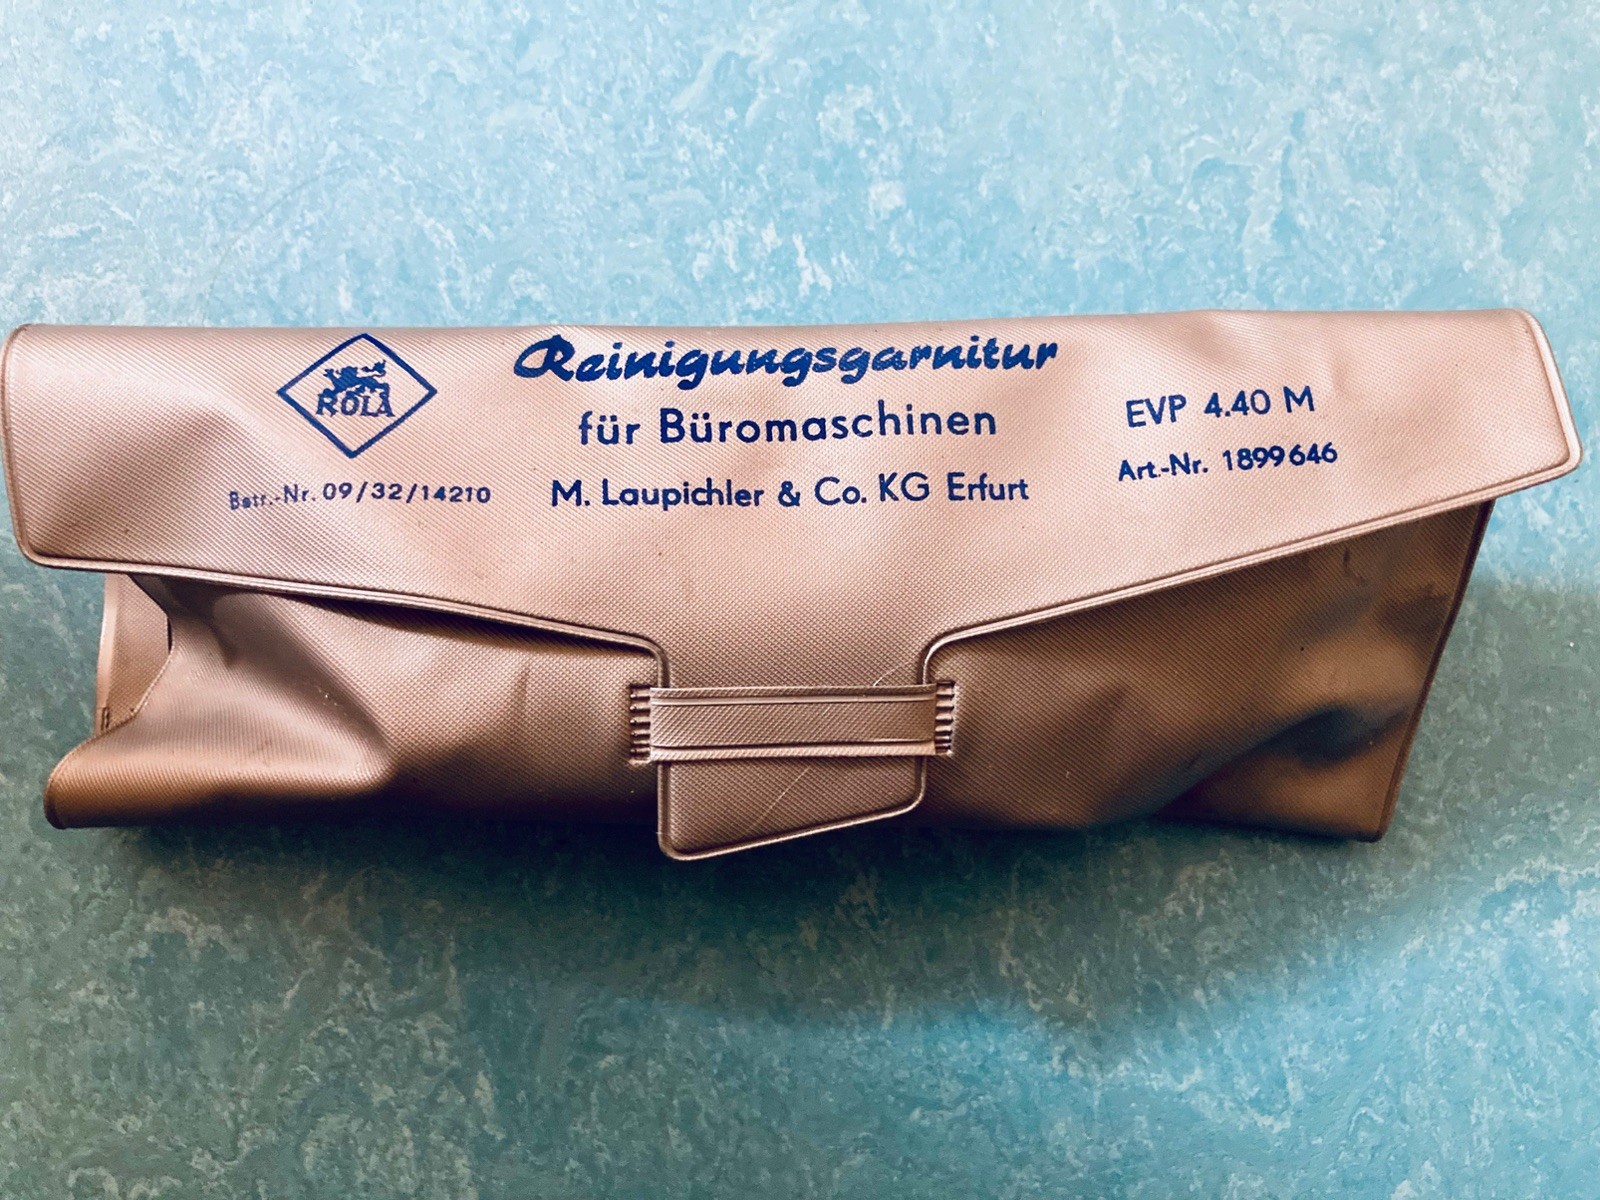 ROLA
Reinigungsgarnitur
für Büromaschinen
EVP 4.40 M
Art.-Nr. 1899646
Betr.-Nr. 09/32/14210
M. Laupichler & Co. KG Erfurt